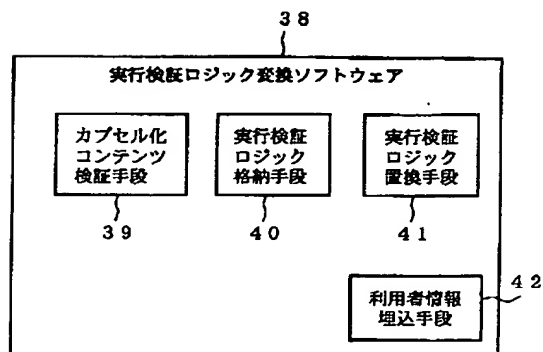 38
実行検証ロジック変換ソフトウェア
カプセル化
コンテンツ
検証手段
39
実行検証
ロジック
格納手段
40
実行検証
ロジック
置換手段
41
利用者情報
埋込手段
42